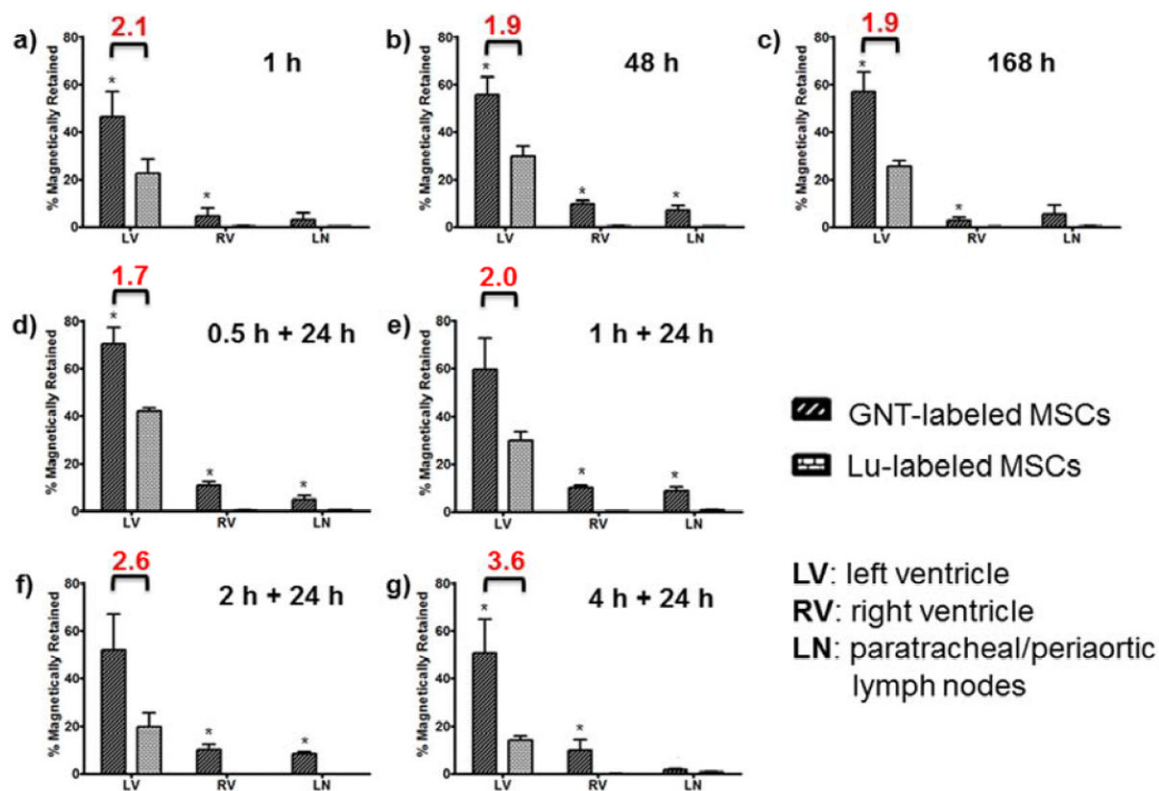 a)
2.1
1 h
% Magnetically Retained
80
60
40
20
0
*
*
LV
RV
LN
b)
1.9
48 h
% Magnetically Retained
80
60
40
20
0
*
*
*
LV
RV
LN
c)
1.9
168 h
% Magnetically Retained
80
60
40
20
0
*
*
LV
RV
LN
d)
1.7
0.5 h + 24 h
% Magnetically Retained
80
60
40
20
0
*
*
*
LV
RV
LN
e)
2.0
1 h + 24 h
% Magnetically Retained
80
60
40
20
0
*
*
LV
RV
LN
GNT-labeled MSCs
Lu-labeled MSCs
f)
2.6
2 h + 24 h
% Magnetically Retained
80
60
40
20
0
*
*
LV
RV
LN
g)
3.6
4 h + 24 h
% Magnetically Retained
80
60
40
20
0
*
*
LV
RV
LN
LV: left ventricle
RV: right ventricle
LN: paratracheal/periaortic
lymph nodes